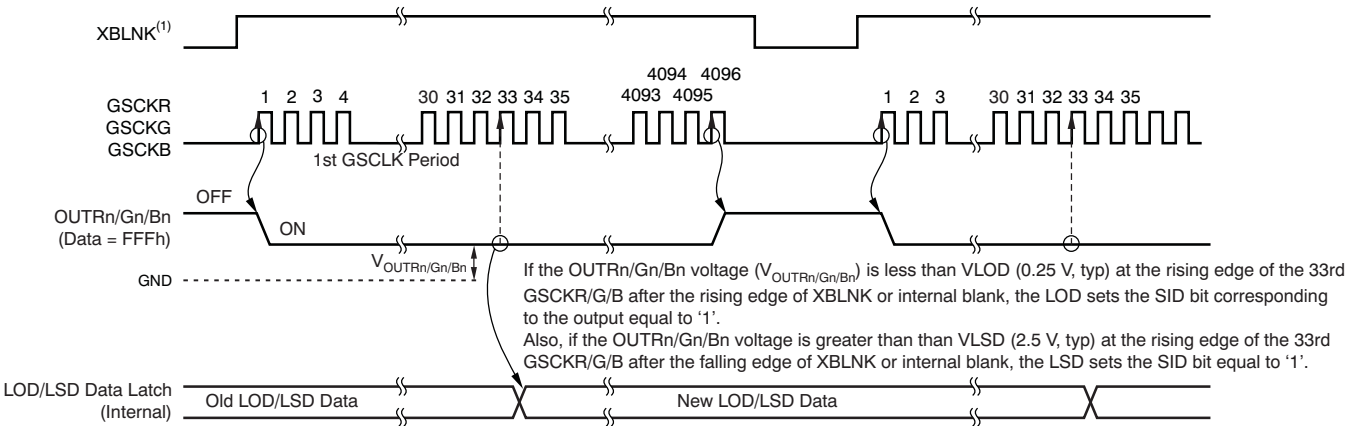 XBLNK(1)
4094 4096
1 2 3 4 30 31 32 33 34 35 4093 4095 1 2 3 30 31 32 33 34 35
GSCKR
GSCKG
GSCKB
1st GSCLK Period
OFF
OUTRn/Gn/Bn
(Data = FFFh)
ON
VOUTRn/Gn/Bn
GND
If the OUTRn/Gn/Bn voltage (VOUTRn/Gn/Bn) is less than VLOD (0.25 V, typ) at the rising edge of the 33rd
GSCKR/G/B after the rising edge of XBLNK or internal blank, the LOD sets the SID bit corresponding
to the output equal to ‘1’.
Also, if the OUTRn/Gn/Bn voltage is greater than than VLSD (2.5 V, typ) at the rising edge of the 33rd
GSCKR/G/B after the falling edge of XBLNK or internal blank, the LSD sets the SID bit equal to ‘1’.
LOD/LSD Data Latch
(Internal)
Old LOD/LSD Data New LOD/LSD Data